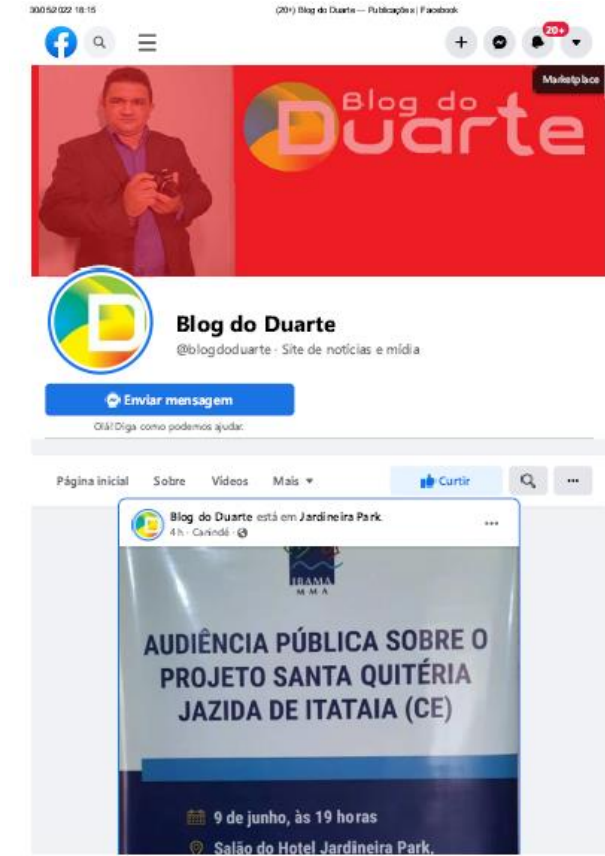 30/05/2022 18:15
(20+) Blog do Duarte — Publicações | Facebook
20+
Marketplace
Blog do
Duarte
Blog do Duarte
@blogdoduarte · Site de notícias e mídia
Enviar mensagem
Olá! Diga como podemos ajudar.
Página inicial Sobre Vídeos Mais Curtir
Blog do Duarte está em Jardineira Park.
4 h · Canindé ·
IBAMA
M M A
AUDIÊNCIA PÚBLICA SOBRE O
PROJETO SANTA QUITÉRIA
JAZIDA DE ITATAIA (CE)
9 de junho, às 19 horas
Salão do Hotel Jardineira Park,